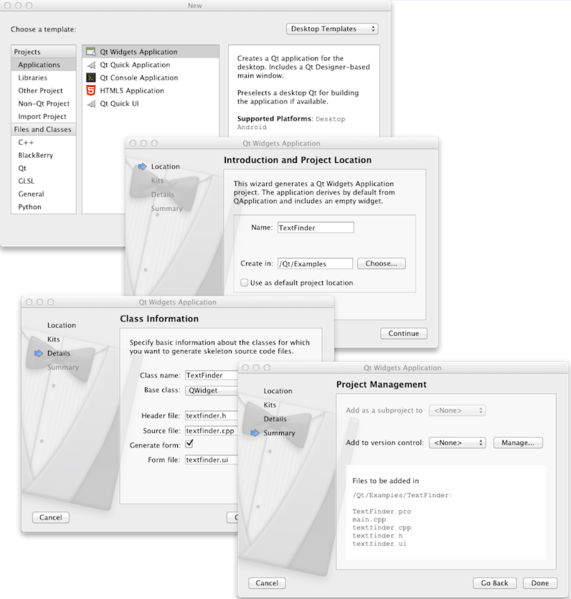 New
Choose a template:
Desktop Templates
Projects
Applications
Libraries
Other Project
Non-Qt Project
Import Project
Files and Classes
C++
BlackBerry
Qt
GLSL
General
Python
Qt Widgets Application
Qt Quick Application
Qt Console Application
HTML5 Application
Qt Quick UI
Creates a Qt application for the
desktop. Includes a Qt Designer-based
main window.
Preselects a desktop Qt for building
the application if available.
Supported Platforms: Desktop
Android
Qt Widgets Application
Location
Kits
Details
Summary
Introduction and Project Location
This wizard generates a Qt Widgets Application
project. The application derives by default from
QApplication and includes an empty widget.
Name: TextFinder
Create in: /Qt/Examples Choose...
Use as default project location
Continue
Qt Widgets Application
Location
Kits
Details
Summary
Class Information
Specify basic information about the classes for which
you want to generate skeleton source code files.
Class name: TextFinder
Base class: QWidget
Header file: textfinder.h
Source file: textfinder.cpp
Generate form:
Form file: textfinder.ui
Cancel
Qt Widgets Application
Location
Kits
Details
Summary
Project Management
Add as a subproject to <None>
Add to version control: <None> Manage...
Files to be added in
/Qt/Examples/TextFinder:
TextFinder pro
main.cpp
textfinder cpp
textfinder h
textfinder ui
Cancel
Go Back Done